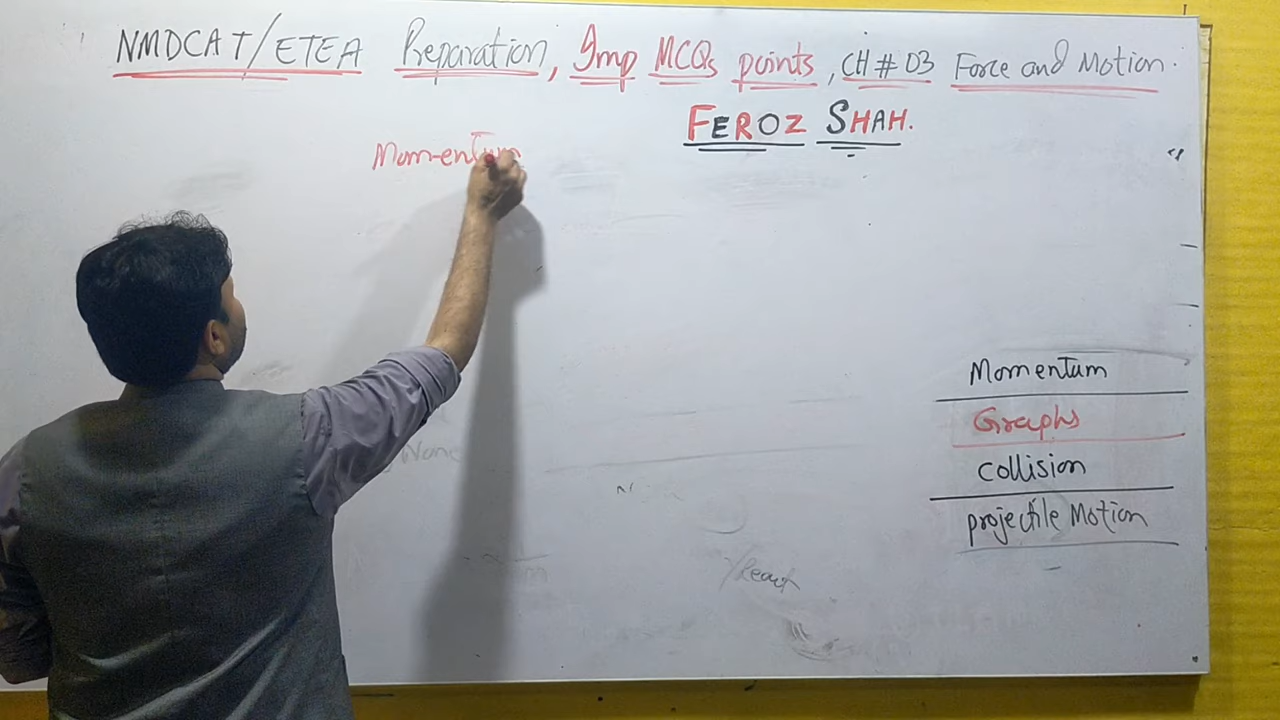 NMDCAT/ETEA Preparation, Imp MCQs points, CH # 03 Force and Motion.
FEROZ SHAH.
Momentum
Momentum
Graphs
Collision
projectile Motion
None